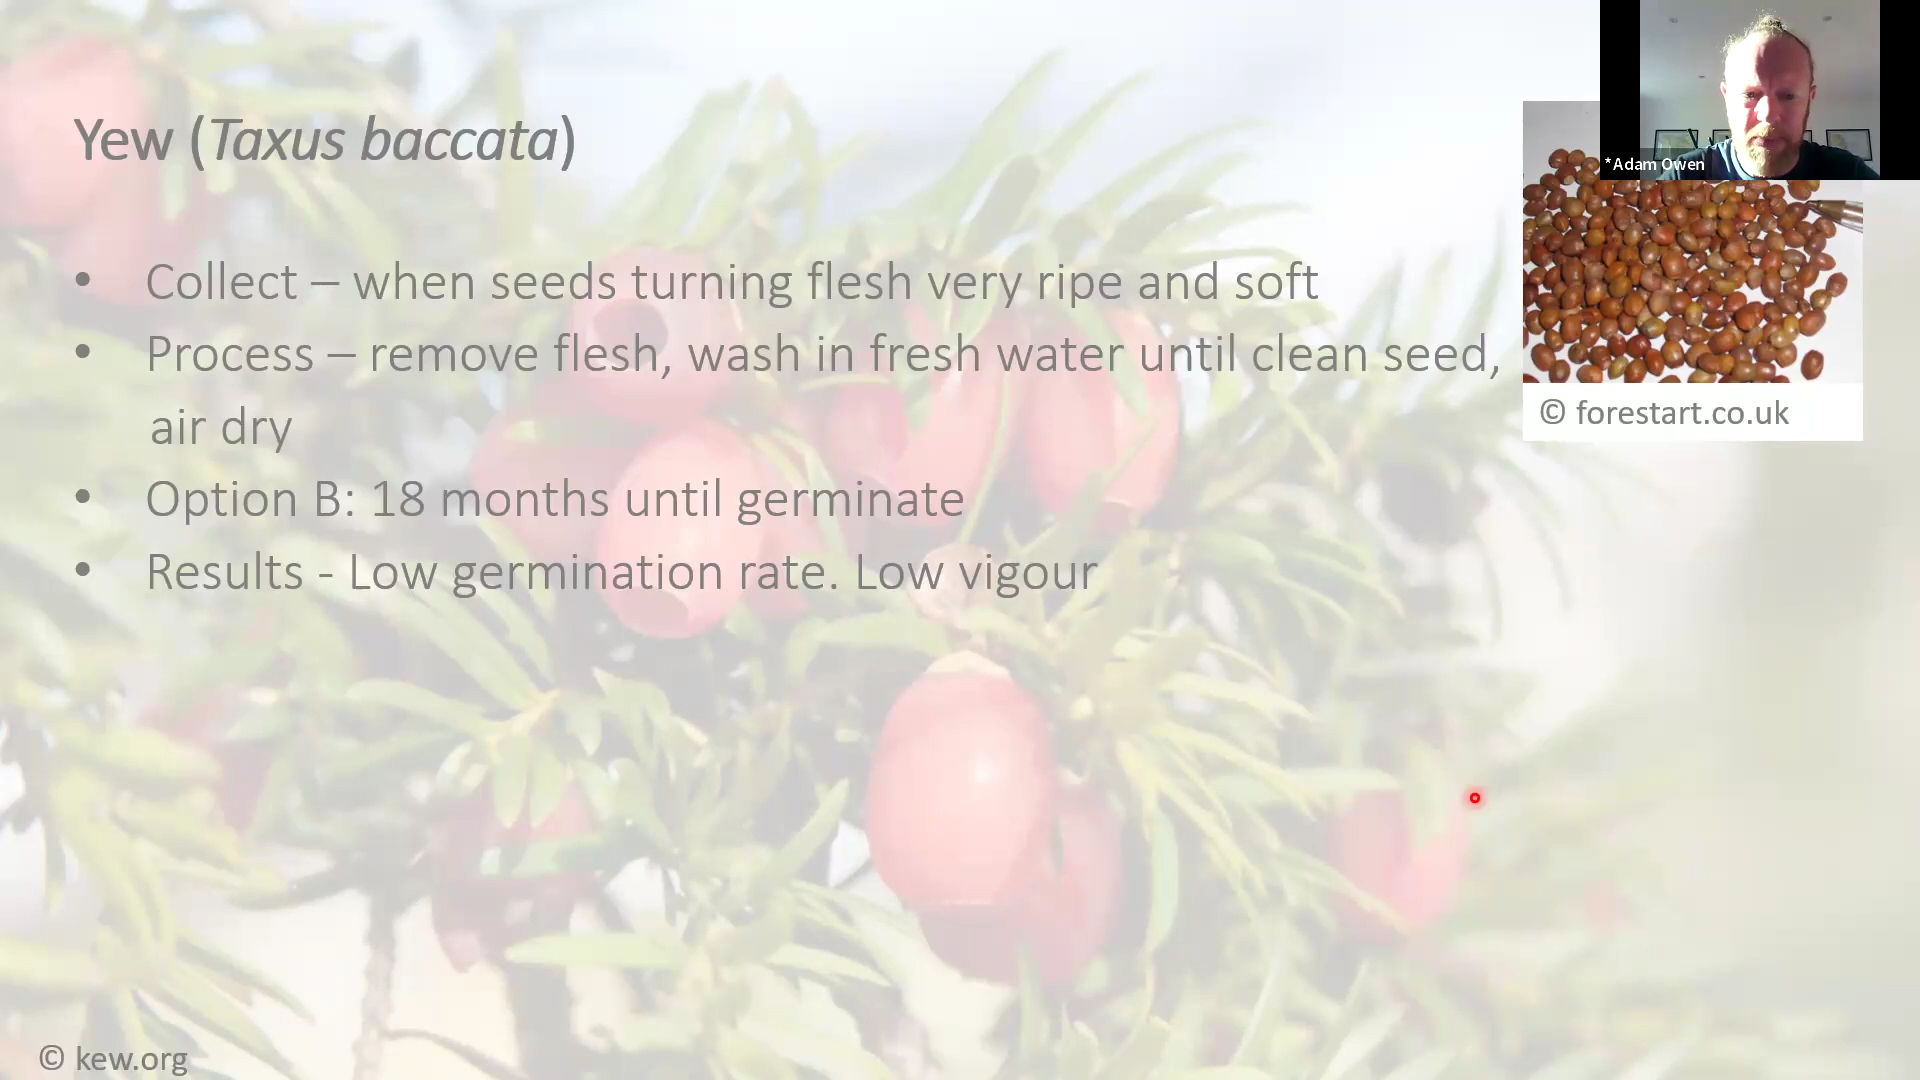 *Adam Owen
Yew (Taxus baccata)
• Collect – when seeds turning flesh very ripe and soft
• Process – remove flesh, wash in fresh water until clean seed,
air dry
© forestart.co.uk
• Option B: 18 months until germinate
• Results - Low germination rate. Low vigour
© kew.org